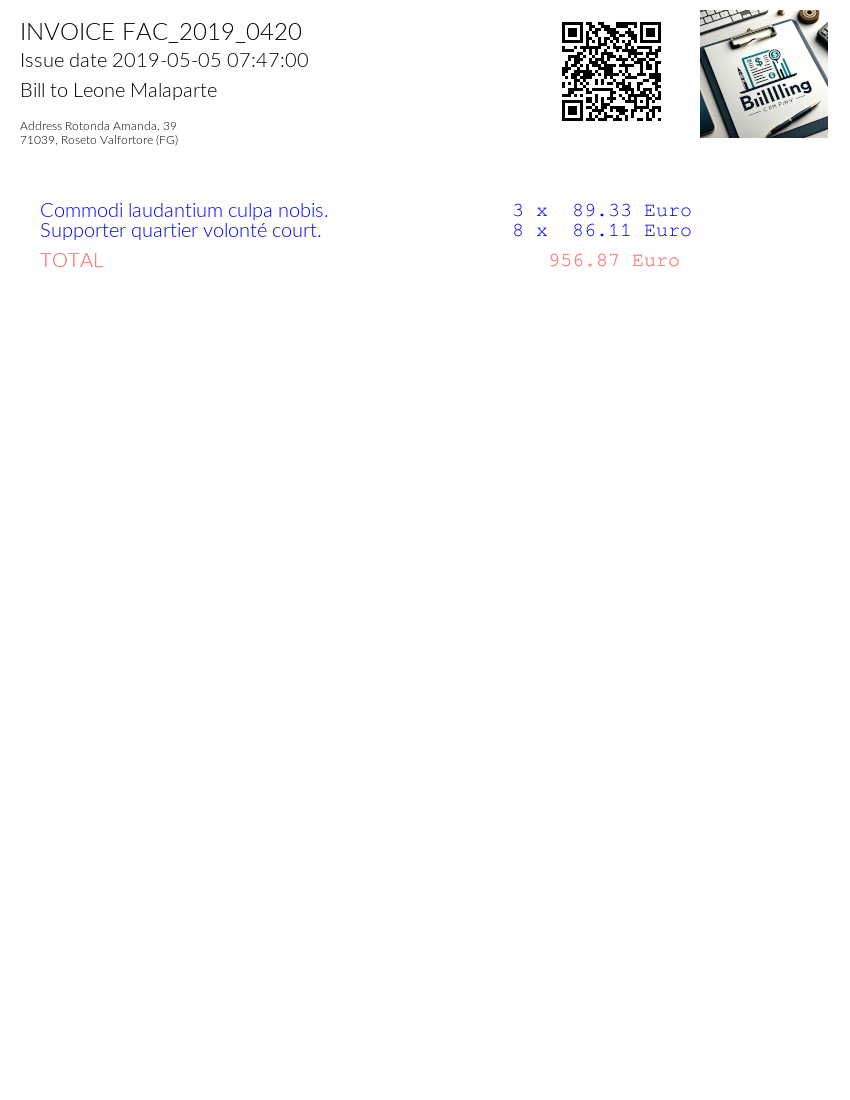 INVOICE FAC_2019_0420
Issue date 2019-05-05 07:47:00
Bill to Leone Malaparte
Address Rotonda Amanda, 39
71039, Roseto Valfortore (FG)
Billlling
COMPANY
Commodi laudantium culpa nobis. 3 x 89.33 Euro
Supporter quartier volonté court. 8 x 86.11 Euro
TOTAL 956.87 Euro